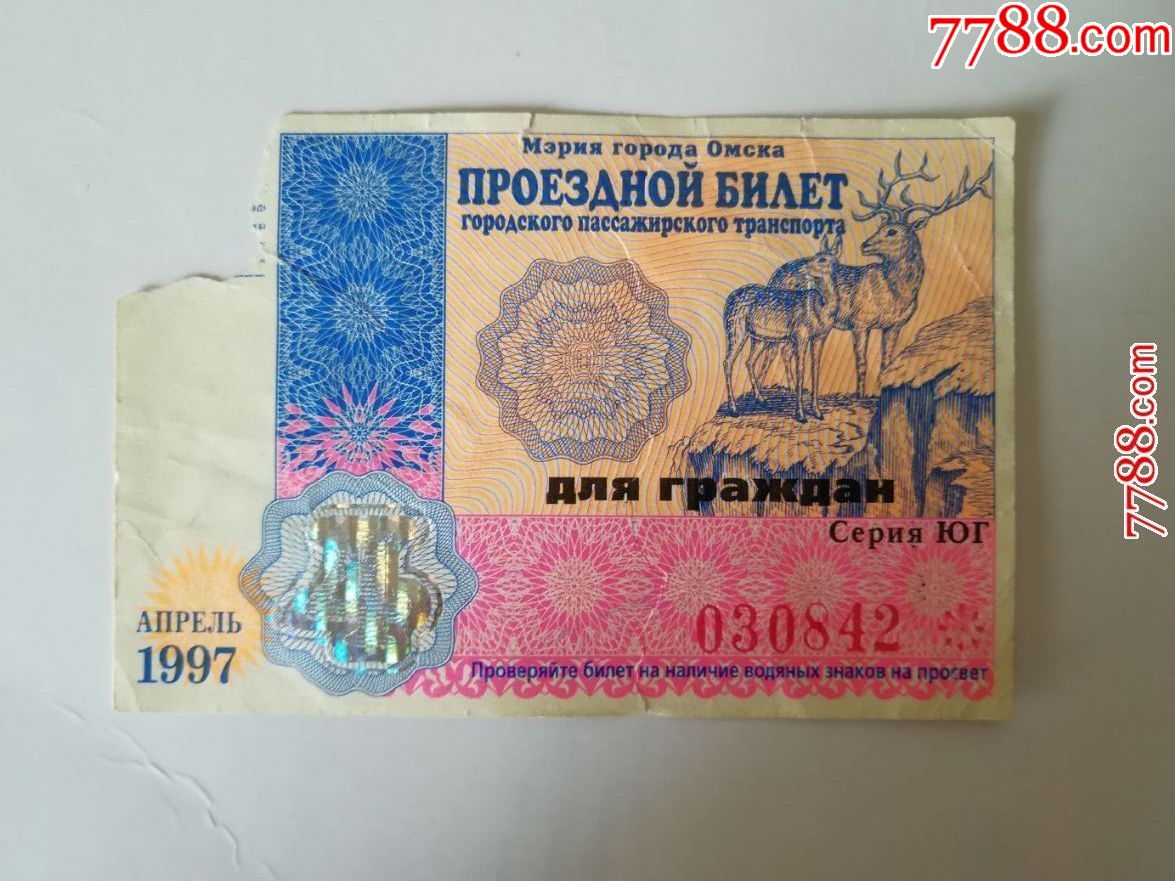 7788.com
Мэрия города Омска
ПРОЕЗДНОЙ БИЛЕТ
городского пассажирского транспорта
для граждан
Серия ЮГ
030842
АПРЕЛЬ
1997
Проверяйте билет на наличие водяных знаков на просвет
7788.com